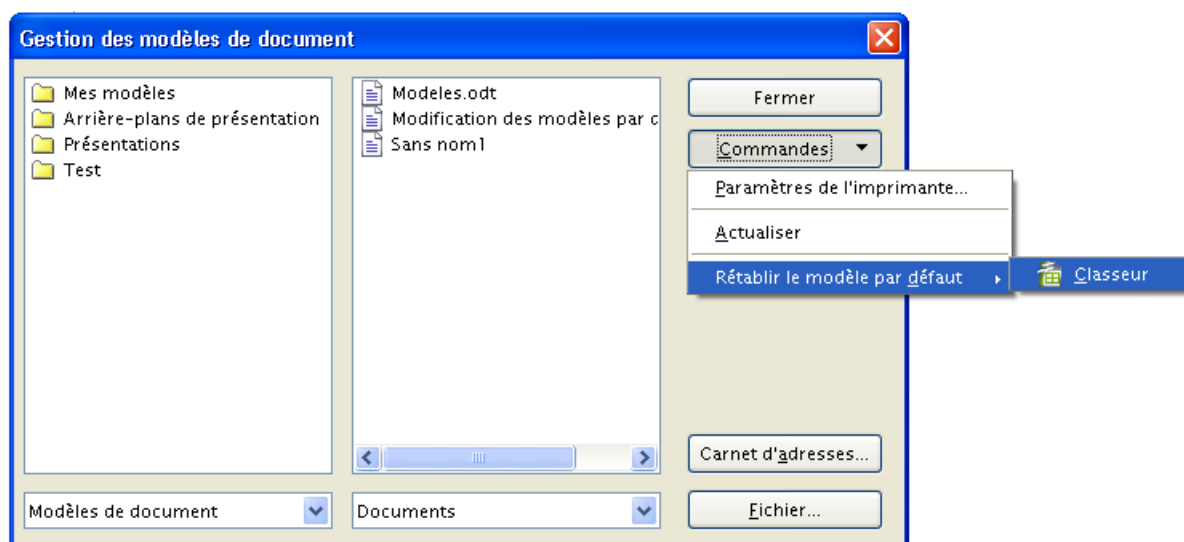 Gestion des modèles de document
Mes modèles
Arrière-plans de présentation
Présentations
Test
Modeles.odt
Modification des modèles par c
Sans nom1
Fermer
Commandes
Paramètres de l'imprimante...
Actualiser
Rétablir le modèle par défaut
Classeur
Carnet d'adresses...
Modèles de document
Documents
Fichier...